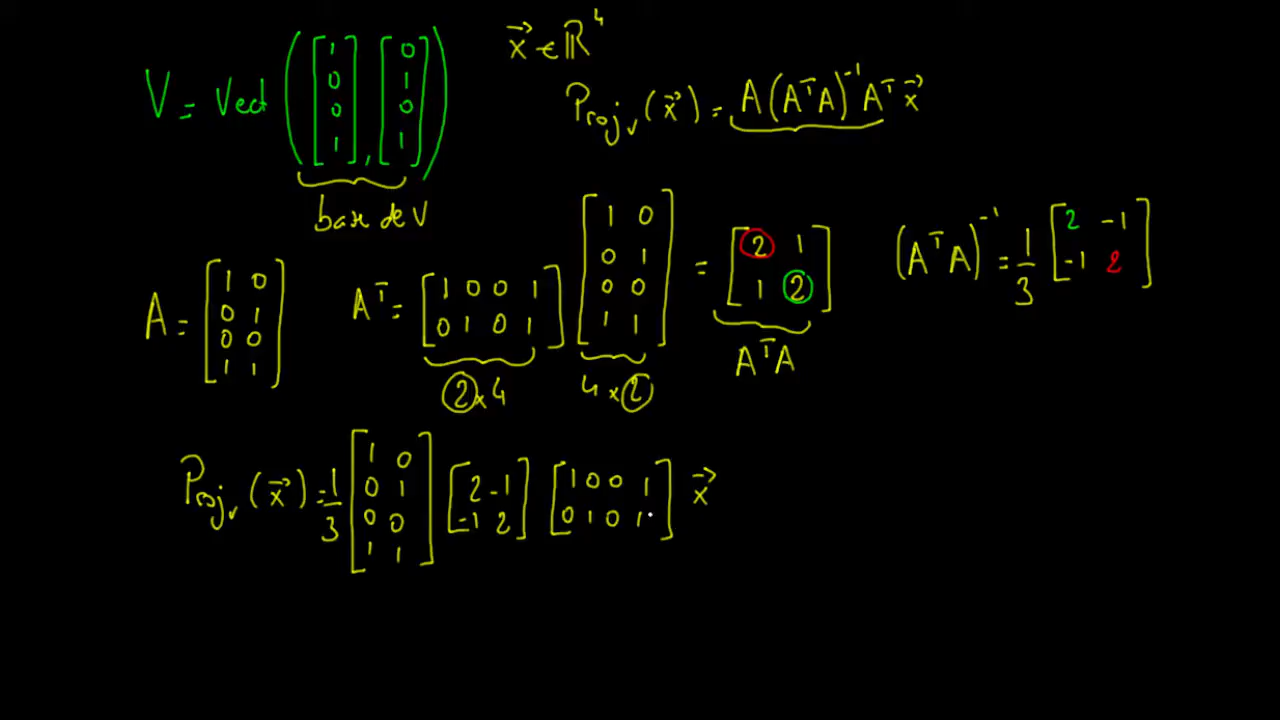 V = Vect ([1 0 0 1], [0 1 0 1])
base de V
x⃗ ∈ ℝ⁴
Proj_V (x⃗) = A (AᵀA)⁻¹ Aᵀ x⃗
A = [1 0; 0 1; 0 0; 1 1]
Aᵀ = [1 0 0 1; 0 1 0 1] [1 0; 0 1; 0 0; 1 1] = [2 1; 1 2]
2 x 4
4 x 2
AᵀA
(AᵀA)⁻¹ = 1/3 [2 -1; -1 2]
Proj_V (x⃗) = 1/3 [1 0; 0 1; 0 0; 1 1] [2 -1; -1 2] [1 0 0 1; 0 1 0 1] x⃗